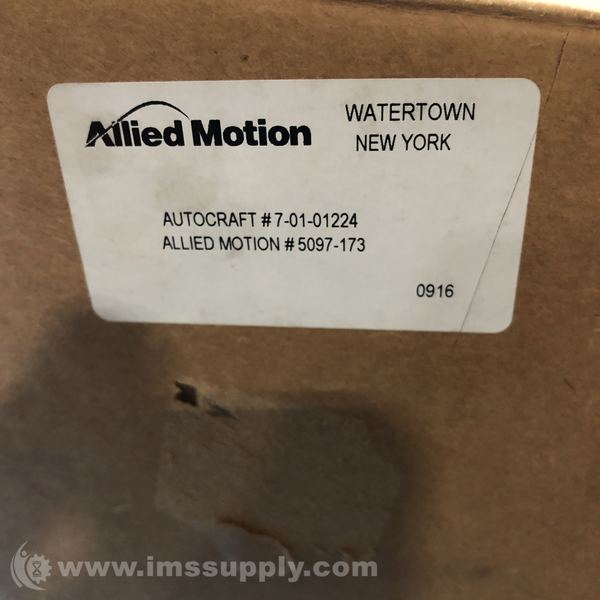 Allied Motion
WATERTOWN
NEW YORK
AUTOCRAFT # 7-01-01224
ALLIED MOTION # 5097-173
0916
www.imssupply.com